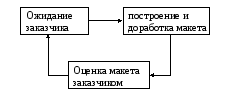 Ожидание
заказчика
построение и
доработка макета
Оценка макета
заказчиком